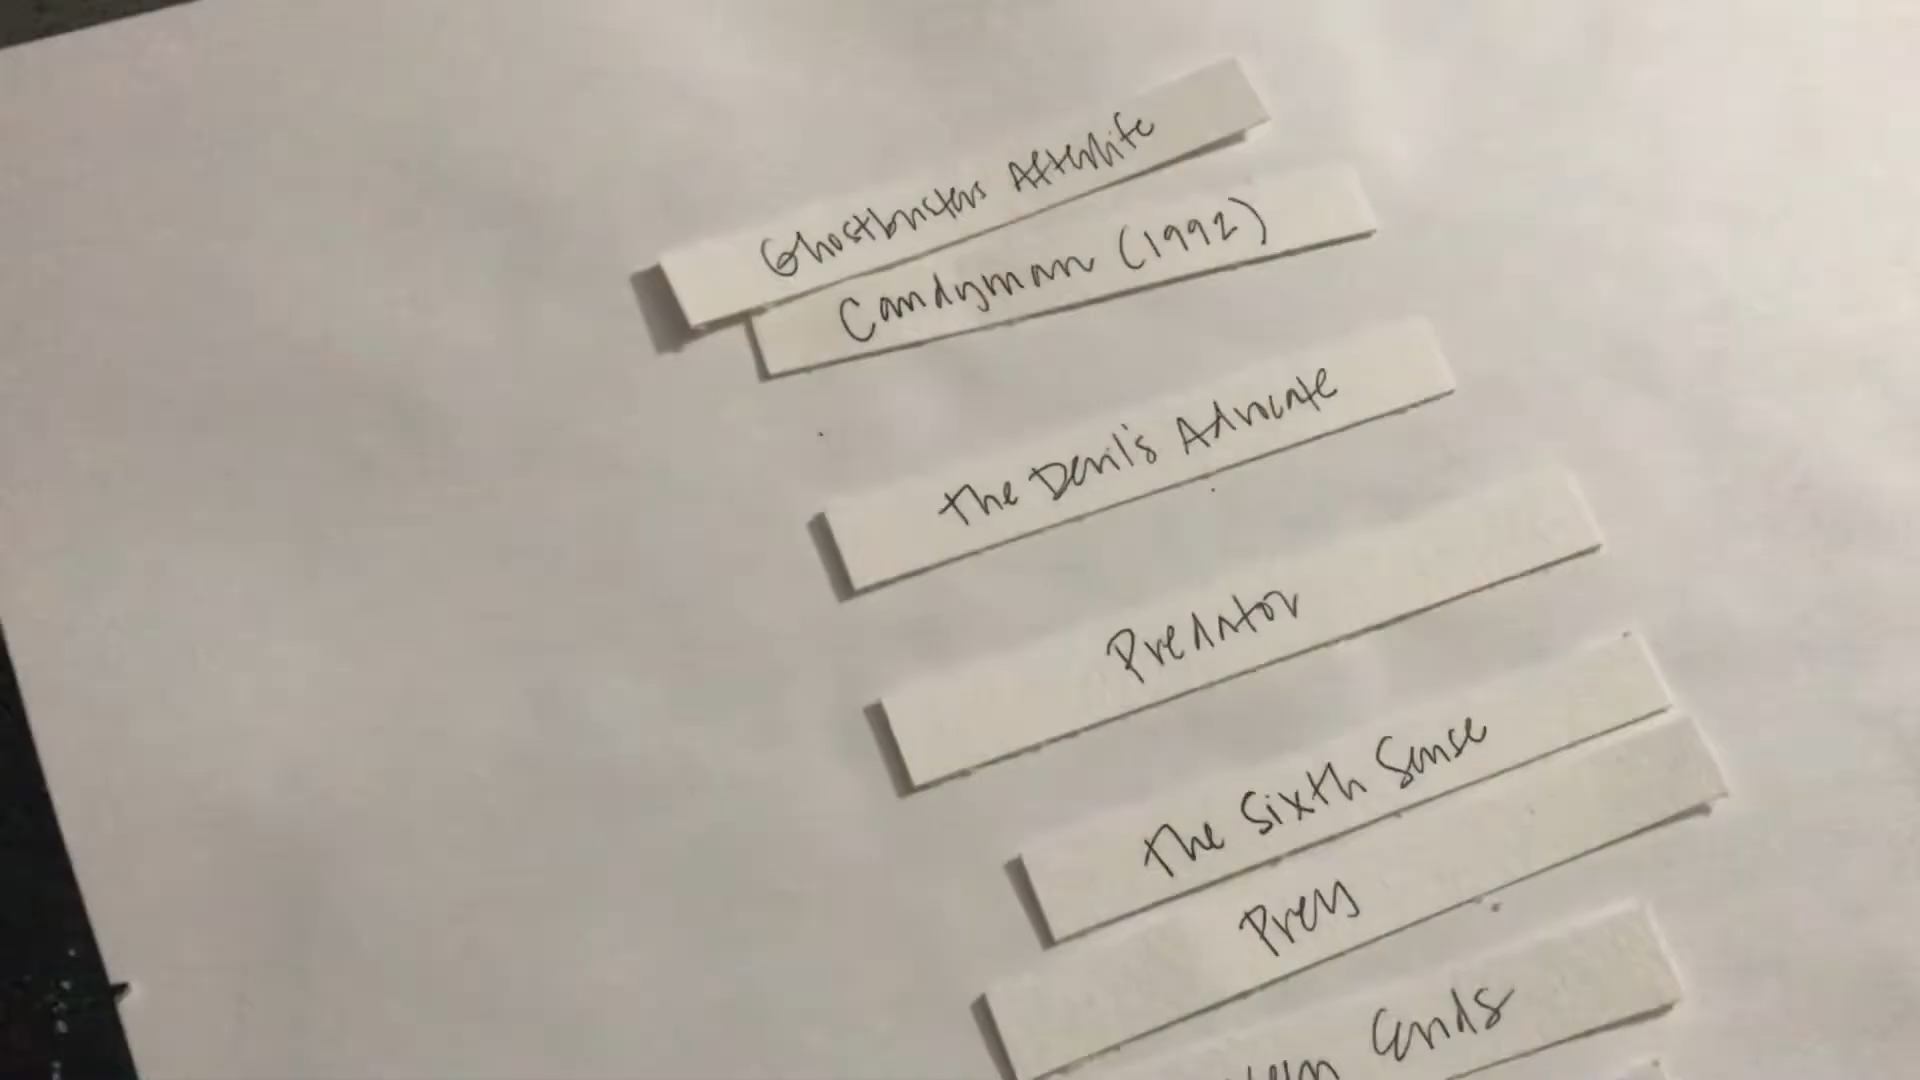 Ghostbusters Afterlife
Candyman (1992)
The Devil's Advocate
Predator
The Sixth Sense
Prey
Ends